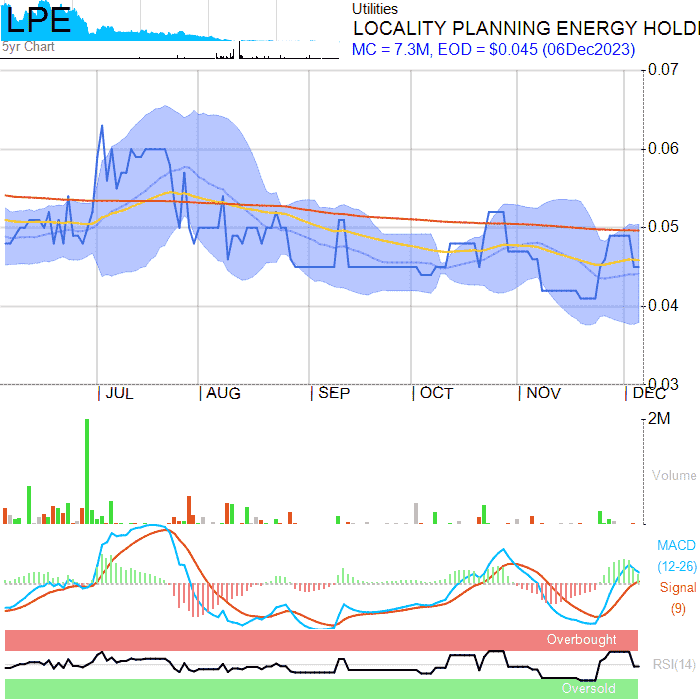 LPE
5yr Chart
Utilities
LOCALITY PLANNING ENERGY HOLDI
MC = 7.3M, EOD = $0.045 (06Dec2023)
0.07
0.06
0.05
0.04
0.03
JUL AUG SEP OCT NOV DEC
2M
Volume
MACD
(12-26)
Signal
(9)
Overbought
RSI(14)
Oversold